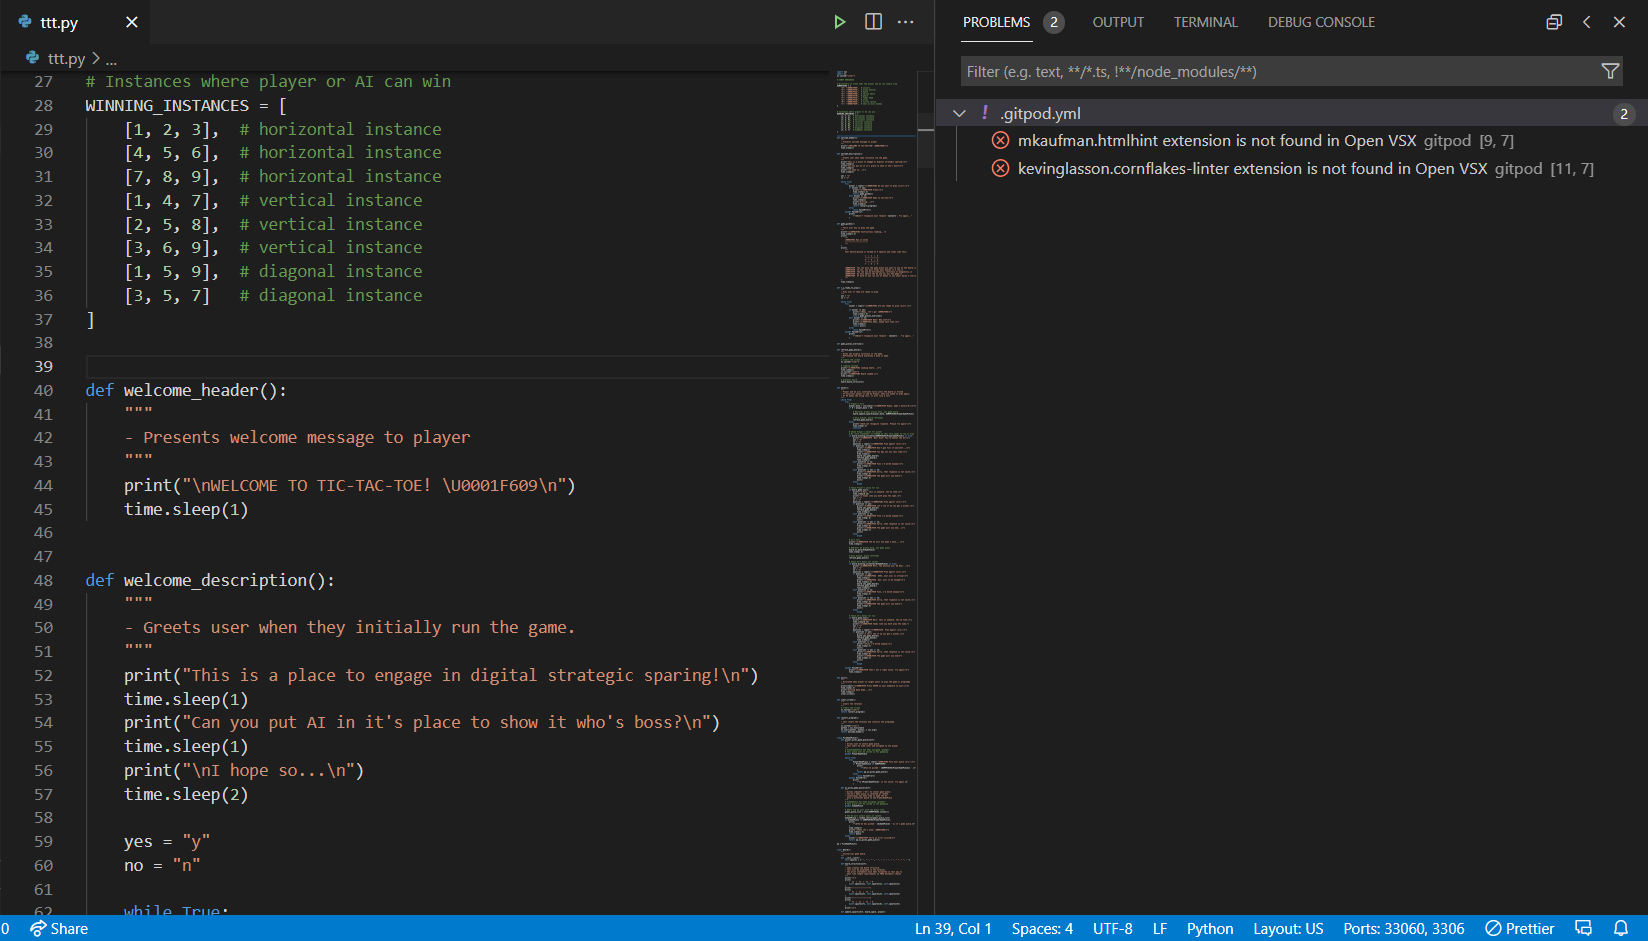 ttt.py
PROBLEMS 2 OUTPUT TERMINAL DEBUG CONSOLE
ttt.py > ...
Filter (e.g. text, **/*.ts, !**/node_modules/**)
.gitpod.yml 2
mkaufman.htmlhint extension is not found in Open VSX gitpod [9, 7]
kevinglasson.cornflakes-linter extension is not found in Open VSX gitpod [11, 7]
27 # Instances where player or AI can win
28 WINNING_INSTANCES = [
29     [1, 2, 3],  # horizontal instance
30     [4, 5, 6],  # horizontal instance
31     [7, 8, 9],  # horizontal instance
32     [1, 4, 7],  # vertical instance
33     [2, 5, 8],  # vertical instance
34     [3, 6, 9],  # vertical instance
35     [1, 5, 9],  # diagonal instance
36     [3, 5, 7]   # diagonal instance
37 ]
38
39
40 def welcome_header():
41     """
42     - Presents welcome message to player
43     """
44     print("\nWELCOME TO TIC-TAC-TOE! \U0001F609\n")
45     time.sleep(1)
46
47
48 def welcome_description():
49     """
50     - Greets user when they initially run the game.
51     """
52     print("This is a place to engage in digital strategic sparing!\n")
53     time.sleep(1)
54     print("Can you put AI in it's place to show it who's boss?\n")
55     time.sleep(1)
56     print("\nI hope so...\n")
57     time.sleep(2)
58
59     yes = "y"
60     no = "n"
61
62     while True:
0 Share Ln 39, Col 1 Spaces: 4 UTF-8 LF Python Layout: US Ports: 33060, 3306 Prettier